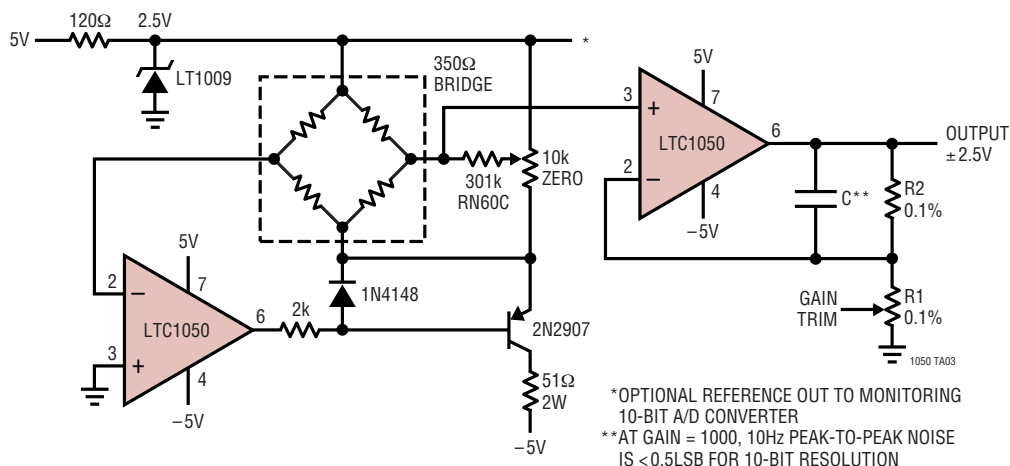 5V
120Ω
2.5V
*
LT1009
350Ω
BRIDGE
301k
RN60C
10k
ZERO
5V
3
+
7
LTC1050
6
2
−
4
−5V
OUTPUT
±2.5V
C**
R2
0.1%
GAIN
TRIM
R1
0.1%
1050 TA03
5V
2
−
7
LTC1050
6
3
+
4
−5V
2k
1N4148
2N2907
51Ω
2W
−5V
*OPTIONAL REFERENCE OUT TO MONITORING
10-BIT A/D CONVERTER
**AT GAIN = 1000, 10Hz PEAK-TO-PEAK NOISE
IS <0.5LSB FOR 10-BIT RESOLUTION